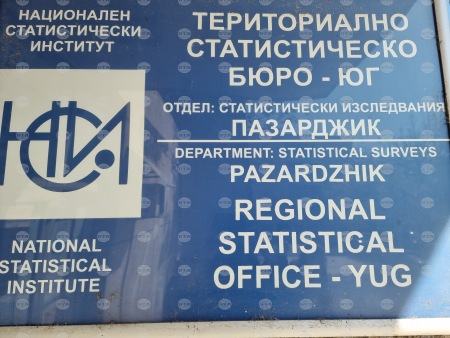 НАЦИОНАЛЕН
СТАТИСТИЧЕСКИ
ИНСТИТУТ
НСИ
NATIONAL
STATISTICAL
INSTITUTE
ТЕРИТОРИАЛНО
СТАТИСТИЧЕСКО
БЮРО - ЮГ
ОТДЕЛ: СТАТИСТИЧЕСКИ ИЗСЛЕДВАНИЯ
ПАЗАРДЖИК
DEPARTMENT: STATISTICAL SURVEYS
PAZARDZHIK
REGIONAL
STATISTICAL
OFFICE - YUG